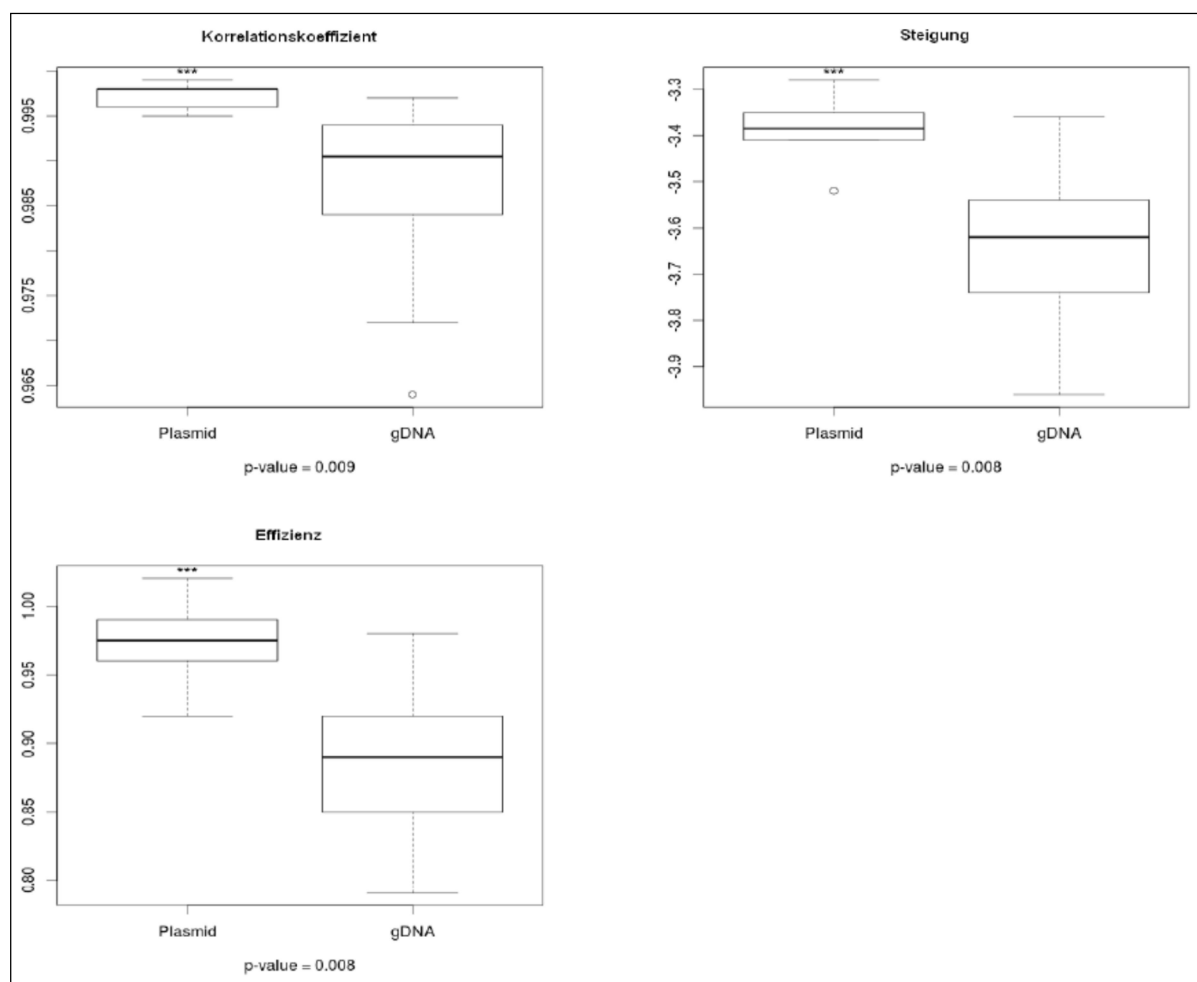 Korrelationskoeffizient
***
0.995
0.985
0.975
0.965
Plasmid gDNA
p-value = 0.009
Steigung
***
-3.3
-3.4
-3.5
-3.6
-3.7
-3.8
-3.9
Plasmid gDNA
p-value = 0.008
Effizienz
***
1.00
0.95
0.90
0.85
0.80
Plasmid gDNA
p-value = 0.008